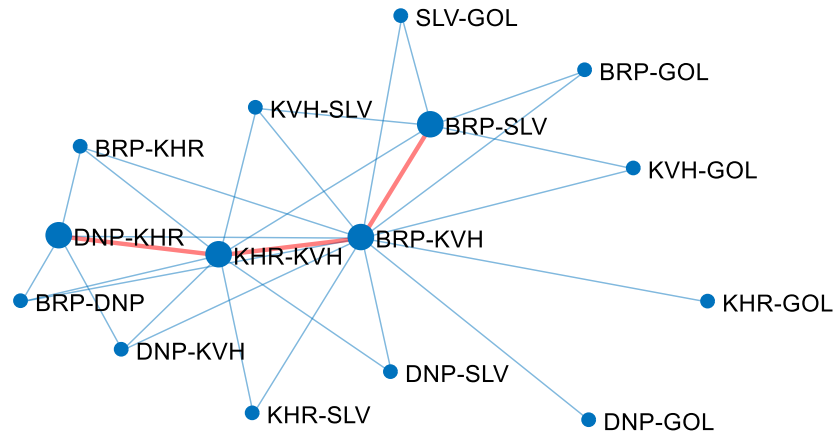 SLV-GOL
BRP-GOL
KVH-SLV
BRP-SLV
BRP-KHR
KVH-GOL
DNP-KHR
KHR-KVH
BRP-KVH
BRP-DNP
KHR-GOL
DNP-KVH
DNP-SLV
KHR-SLV
DNP-GOL